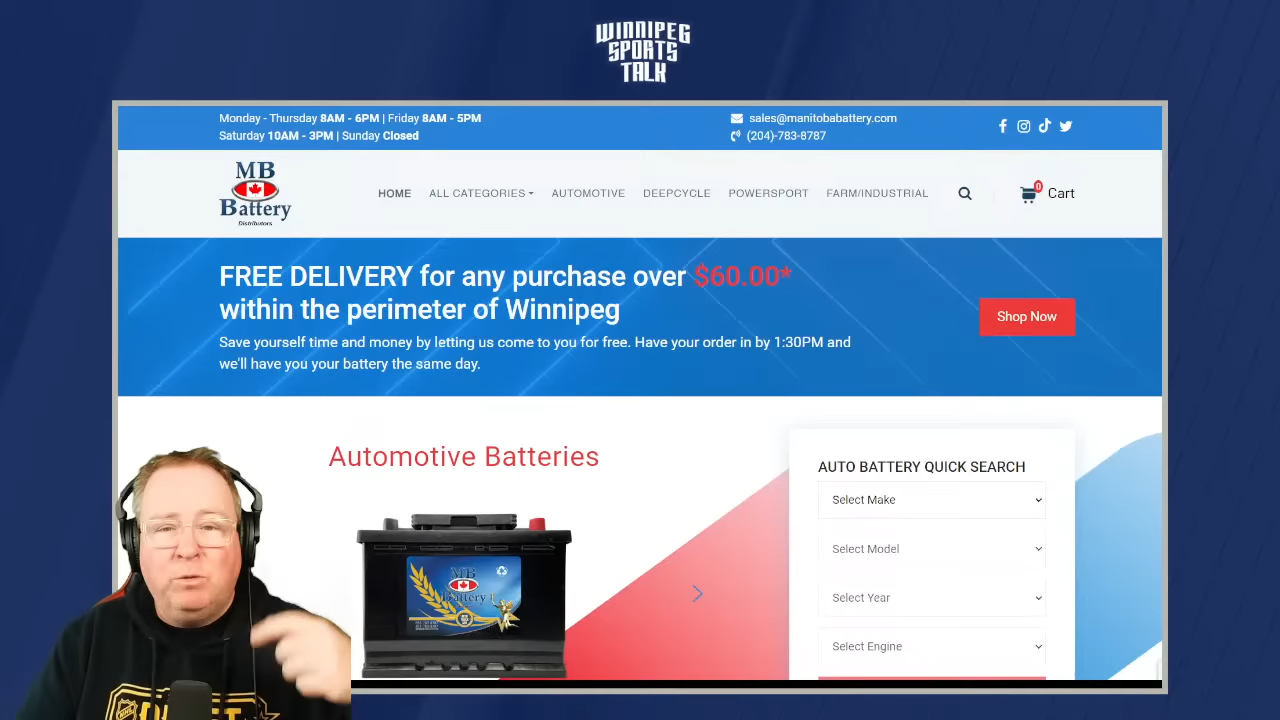 WINNIPEG
SPORTS
TALK
Monday - Thursday 8AM - 6PM | Friday 8AM - 5PM
Saturday 10AM - 3PM | Sunday Closed
sales@manitobabattery.com
(204)-783-8787
MB
Battery
Distributors
HOME
ALL CATEGORIES
AUTOMOTIVE
DEEPCYCLE
POWERSPORT
FARM/INDUSTRIAL
0
Cart
FREE DELIVERY for any purchase over $60.00*
within the perimeter of Winnipeg
Save yourself time and money by letting us come to you for free. Have your order in by 1:30PM and
we'll have you your battery the same day.
Shop Now
Automotive Batteries
AUTO BATTERY QUICK SEARCH
Select Make
Select Model
Select Year
Select Engine
MB
Battery
NHL